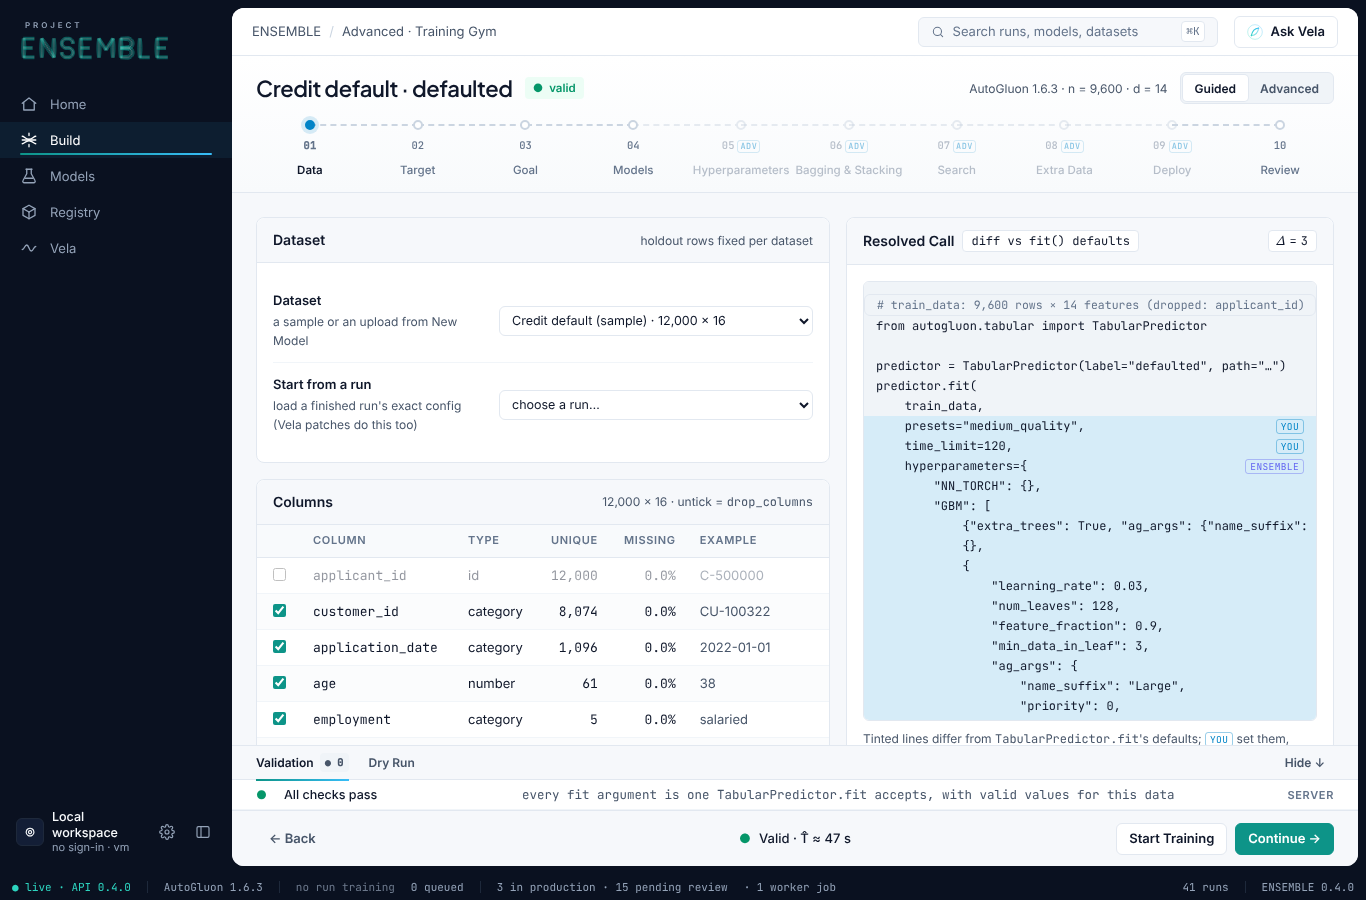 PROJECT
ENSEMBLE
Home
Build
Models
Registry
Vela
Local workspace
no sign-in · vm
ENSEMBLE / Advanced · Training Gym
Search runs, models, datasets ⌘K
Ask Vela
Credit default · defaulted
valid
AutoGluon 1.6.3 · n = 9,600 · d = 14
Guided Advanced
01 Data
02 Target
03 Goal
04 Models
05 ADV Hyperparameters
06 ADV Bagging & Stacking
07 ADV Search
08 ADV Extra Data
09 ADV Deploy
10 Review
Dataset holdout rows fixed per dataset
Dataset
a sample or an upload from New
Model
Credit default (sample) · 12,000 × 16
Start from a run
load a finished run's exact config
(Vela patches do this too)
choose a run...
Columns 12,000 × 16 · untick = drop_columns
COLUMN TYPE UNIQUE MISSING EXAMPLE
applicant_id id 12,000 0.0% C-500000
customer_id category 8,074 0.0% CU-100322
application_date category 1,096 0.0% 2022-01-01
age number 61 0.0% 38
employment category 5 0.0% salaried
Resolved Call diff vs fit() defaults Δ = 3
# train_data: 9,600 rows × 14 features (dropped: applicant_id)
from autogluon.tabular import TabularPredictor
predictor = TabularPredictor(label="defaulted", path="…")
predictor.fit(
train_data,
presets="medium_quality", YOU
time_limit=120, YOU
hyperparameters={ ENSEMBLE
"NN_TORCH": {},
"GBM": [
{"extra_trees": True, "ag_args": {"name_suffix":
{},
{
"learning_rate": 0.03,
"num_leaves": 128,
"feature_fraction": 0.9,
"min_data_in_leaf": 3,
"ag_args": {
"name_suffix": "Large",
"priority": 0,
Tinted lines differ from TabularPredictor.fit's defaults; YOU set them,
Validation 0 Dry Run Hide ↓
All checks pass every fit argument is one TabularPredictor.fit accepts, with valid values for this data SERVER
← Back
Valid · T̂ ≈ 47 s
Start Training
Continue →
live · API 0.4.0 AutoGluon 1.6.3 no run training 0 queued 3 in production · 15 pending review · 1 worker job 41 runs ENSEMBLE 0.4.0